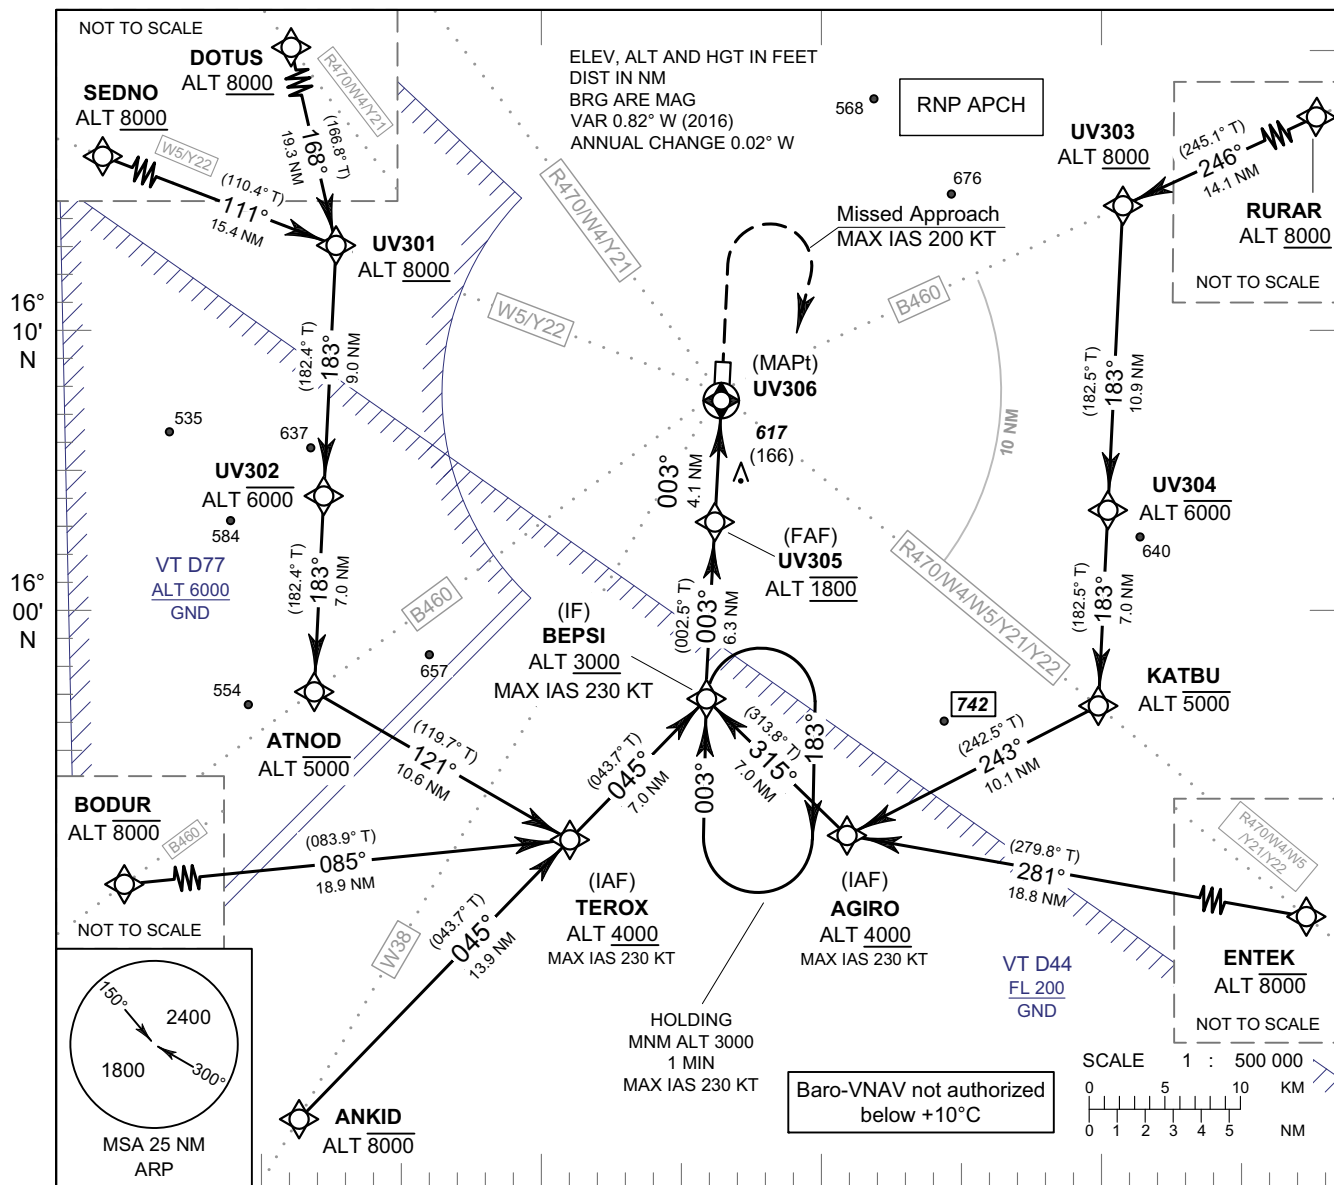 NOT TO SCALE
DOTUS
ALT 8000
SEDNO
ALT 8000
R470/W4/Y21
(166.8° T)
168°
19.3 NM
W5/Y22
(110.4° T)
111°
15.4 NM
UV301
ALT 8000
ELEV, ALT AND HGT IN FEET
DIST IN NM
BRG ARE MAG
VAR 0.82° W (2016)
ANNUAL CHANGE 0.02° W
568
RNP APCH
676
Missed Approach
MAX IAS 200 KT
UV303
ALT 8000
(245.1° T)
246°
14.1 NM
RURAR
ALT 8000
NOT TO SCALE
R470/W4/Y21
W5/Y22
B460
16°
10'
N
(182.4° T)
183°
9.0 NM
(MAPt)
UV306
617
(166)
10 NM
(182.5° T)
183°
10.9 NM
535
637
UV302
ALT 6000
584
003°
4.1 NM
UV304
ALT 6000
640
(FAF)
UV305
ALT 1800
R470/W4/W5/Y21/Y22
VT D77
ALT 6000
GND
16°
00'
N
(182.4° T)
183°
7.0 NM
B460
(IF)
BEPSI
ALT 3000
MAX IAS 230 KT
(002.5° T)
003°
6.3 NM
(182.5° T)
183°
7.0 NM
657
554
KATBU
ALT 5000
742
ATNOD
ALT 5000
(119.7° T)
121°
10.6 NM
(043.7° T)
045°
7.0 NM
003°
183°
(313.8° T)
315°
7.0 NM
(242.5° T)
243°
10.1 NM
BODUR
ALT 8000
B460
(083.9° T)
085°
18.9 NM
NOT TO SCALE
(IAF)
TEROX
ALT 4000
MAX IAS 230 KT
(IAF)
AGIRO
ALT 4000
MAX IAS 230 KT
(279.8° T)
281°
18.8 NM
R470/W4/W5
/Y21/Y22
ENTEK
ALT 8000
NOT TO SCALE
W38
(043.7° T)
045°
13.9 NM
VT D44
FL 200
GND
150°
2400
1800
300°
MSA 25 NM
ARP
HOLDING
MNM ALT 3000
1 MIN
MAX IAS 230 KT
ANKID
ALT 8000
Baro-VNAV not authorized
below +10°C
SCALE 1 : 500 000
0 5 10 KM
0 1 2 3 4 5 NM